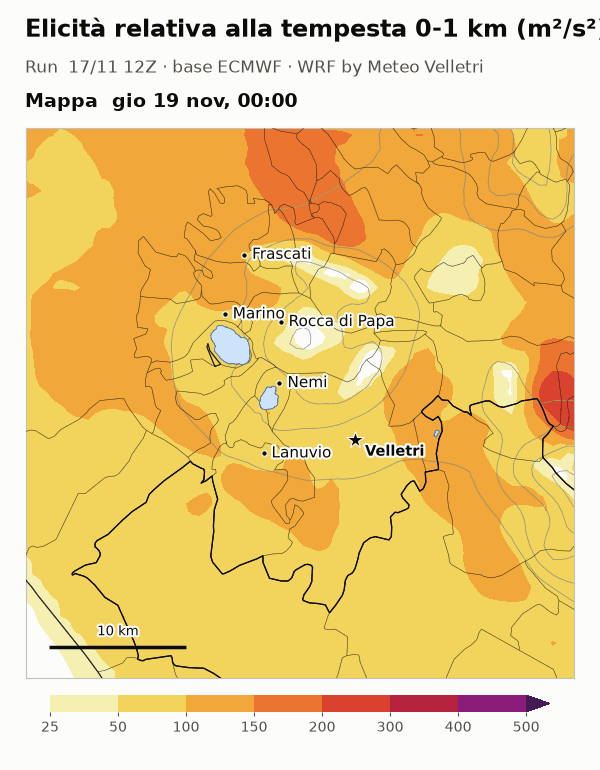 Elicità relativa alla tempesta 0-1 km (m²/s²)
Run 17/11 12Z · base ECMWF · WRF by Meteo Velletri
Mappa gio 19 nov, 00:00
Frascati
Marino
Rocca di Papa
Nemi
Velletri
Lanuvio
10 km
25 50 100 150 200 300 400 500